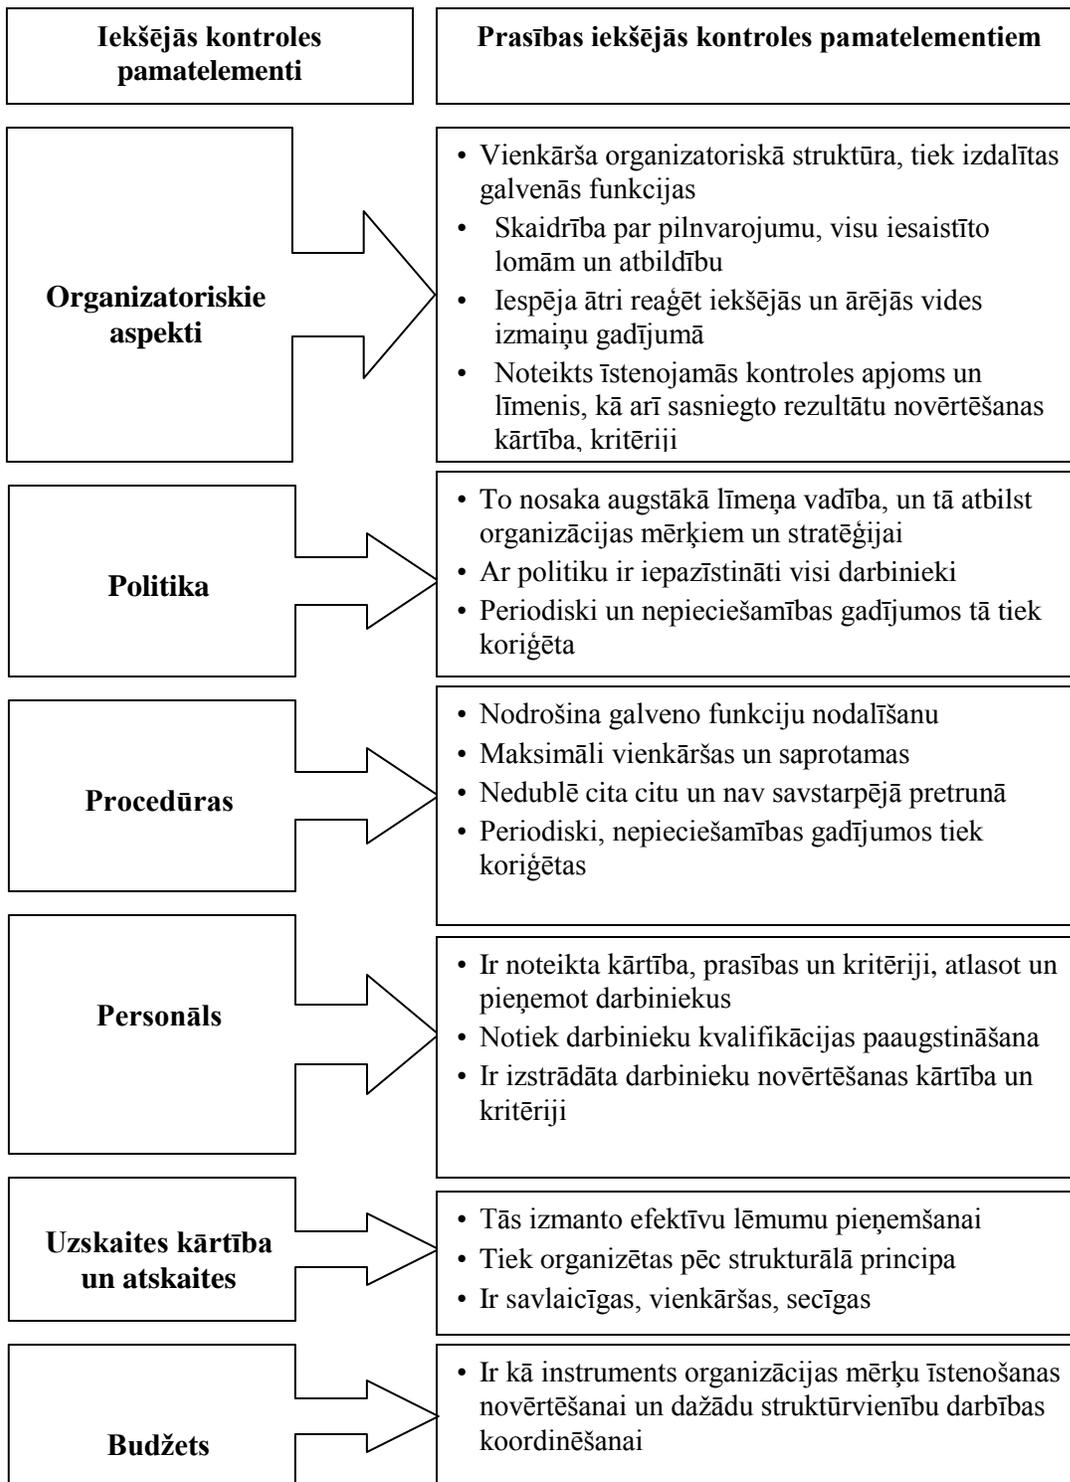 Iekšējās kontroles
pamatelementi
Prasības iekšējās kontroles pamatelementiem
Organizatoriskie
aspekti
• Vienkārša organizatoriskā struktūra, tiek izdalītas
galvenās funkcijas
• Skaidrība par pilnvarojumu, visu iesaistīto
lomām un atbildību
• Iespēja ātri reaģēt iekšējās un ārējās vides
izmaiņu gadījumā
• Noteikts īstenojamās kontroles apjoms un
līmenis, kā arī sasniegto rezultātu novērtēšanas
kārtība, kritēriji
Politika
• To nosaka augstākā līmeņa vadība, un tā atbilst
organizācijas mērķiem un stratēģijai
• Ar politiku ir iepazīstināti visi darbinieki
• Periodiski un nepieciešamības gadījumos tā tiek
koriģēta
Procedūras
• Nodrošina galveno funkciju nodalīšanu
• Maksimāli vienkāršas un saprotamas
• Nedublē cita citu un nav savstarpējā pretrunā
• Periodiski, nepieciešamības gadījumos tiek
koriģētas
Personāls
• Ir noteikta kārtība, prasības un kritēriji, atlasot un
pieņemot darbiniekus
• Notiek darbinieku kvalifikācijas paaugstināšana
• Ir izstrādāta darbinieku novērtēšanas kārtība un
kritēriji
Uzskaites kārtība
un atskaites
• Tās izmanto efektīvu lēmumu pieņemšanai
• Tiek organizētas pēc strukturālā principa
• Ir savlaicīgas, vienkāršas, secīgas
Budžets
• Ir kā instruments organizācijas mērķu īstenošanas
novērtēšanai un dažādu struktūrvienību darbības
koordinēšanai